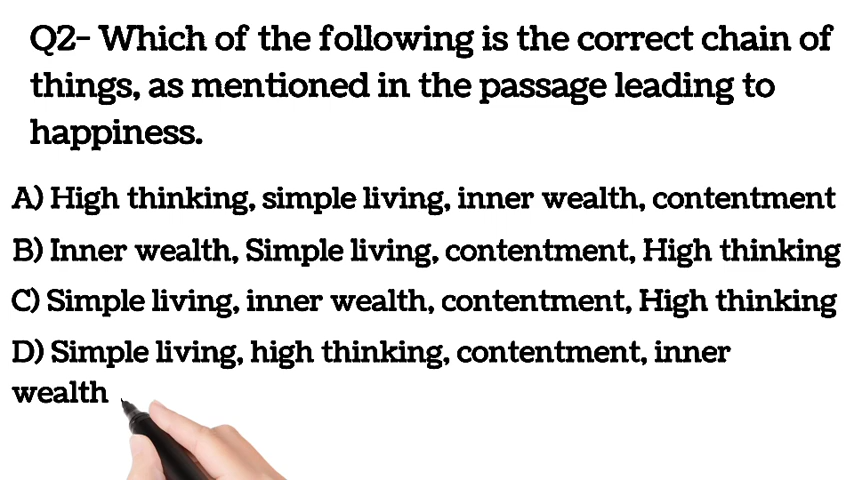 Q2- Which of the following is the correct chain of
things, as mentioned in the passage leading to
happiness.
A) High thinking, simple living, inner wealth, contentment
B) Inner wealth, Simple living, contentment, High thinking
C) Simple living, inner wealth, contentment, High thinking
D) Simple living, high thinking, contentment, inner
wealth